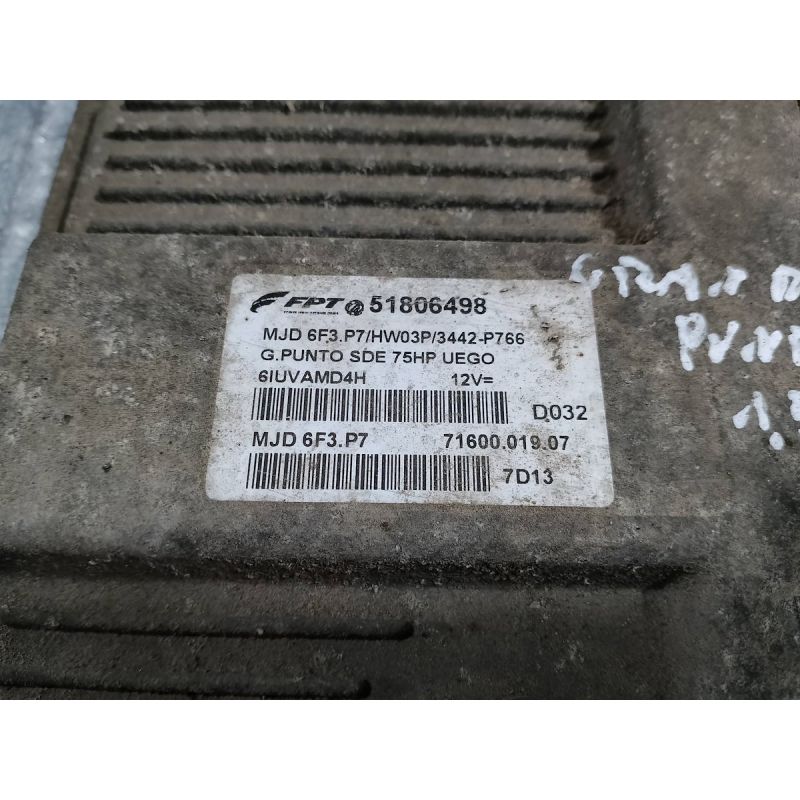 FPT 51806498
MJD 6F3.P7/HW03P/3442-P766
G.PUNTO SDE 75HP UEGO
6IUVAMD4H 12V=
D032
MJD 6F3.P7 71600.019.07
7D13